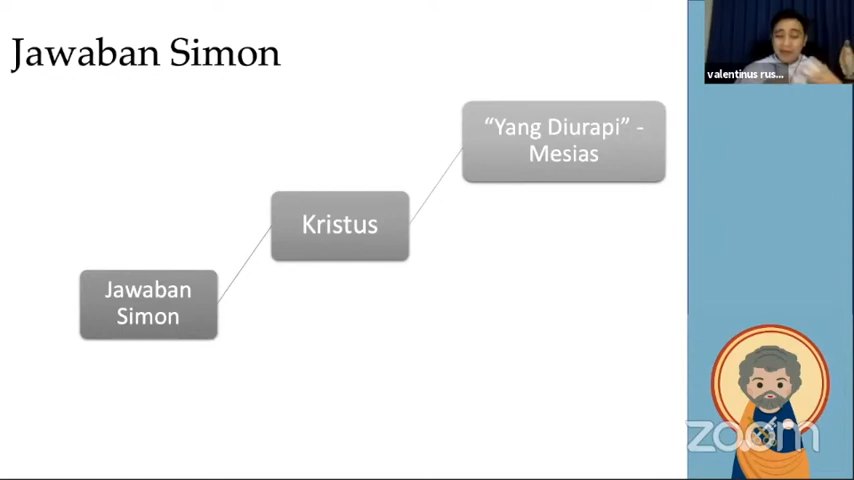 Jawaban Simon
“Yang Diurapi” -
Mesias
Kristus
Jawaban
Simon
valentinus rus...
zoom